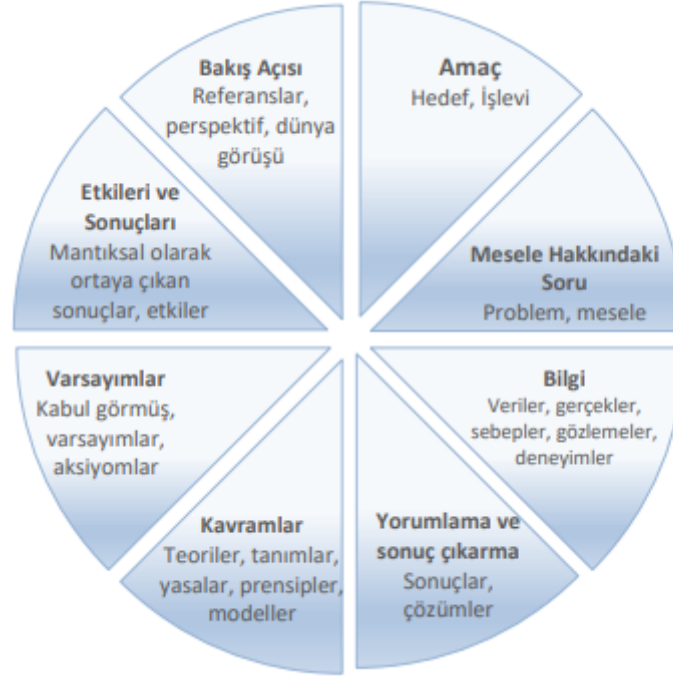 Amaç
Hedef, İşlevi
Mesele Hakkındaki
Soru
Problem, mesele
Bilgi
Veriler, gerçekler,
sebepler, gözlemeler,
deneyimler
Yorumlama ve
sonuç çıkarma
Sonuçlar,
çözümler
Kavramlar
Teoriler, tanımlar,
yasalar, prensipler,
modeller
Varsayımlar
Kabul görmüş,
varsayımlar,
aksiyomlar
Etkileri ve
Sonuçları
Mantıksal olarak
ortaya çıkan
sonuçlar, etkiler
Bakış Açısı
Referanslar,
perspektif, dünya
görüşü